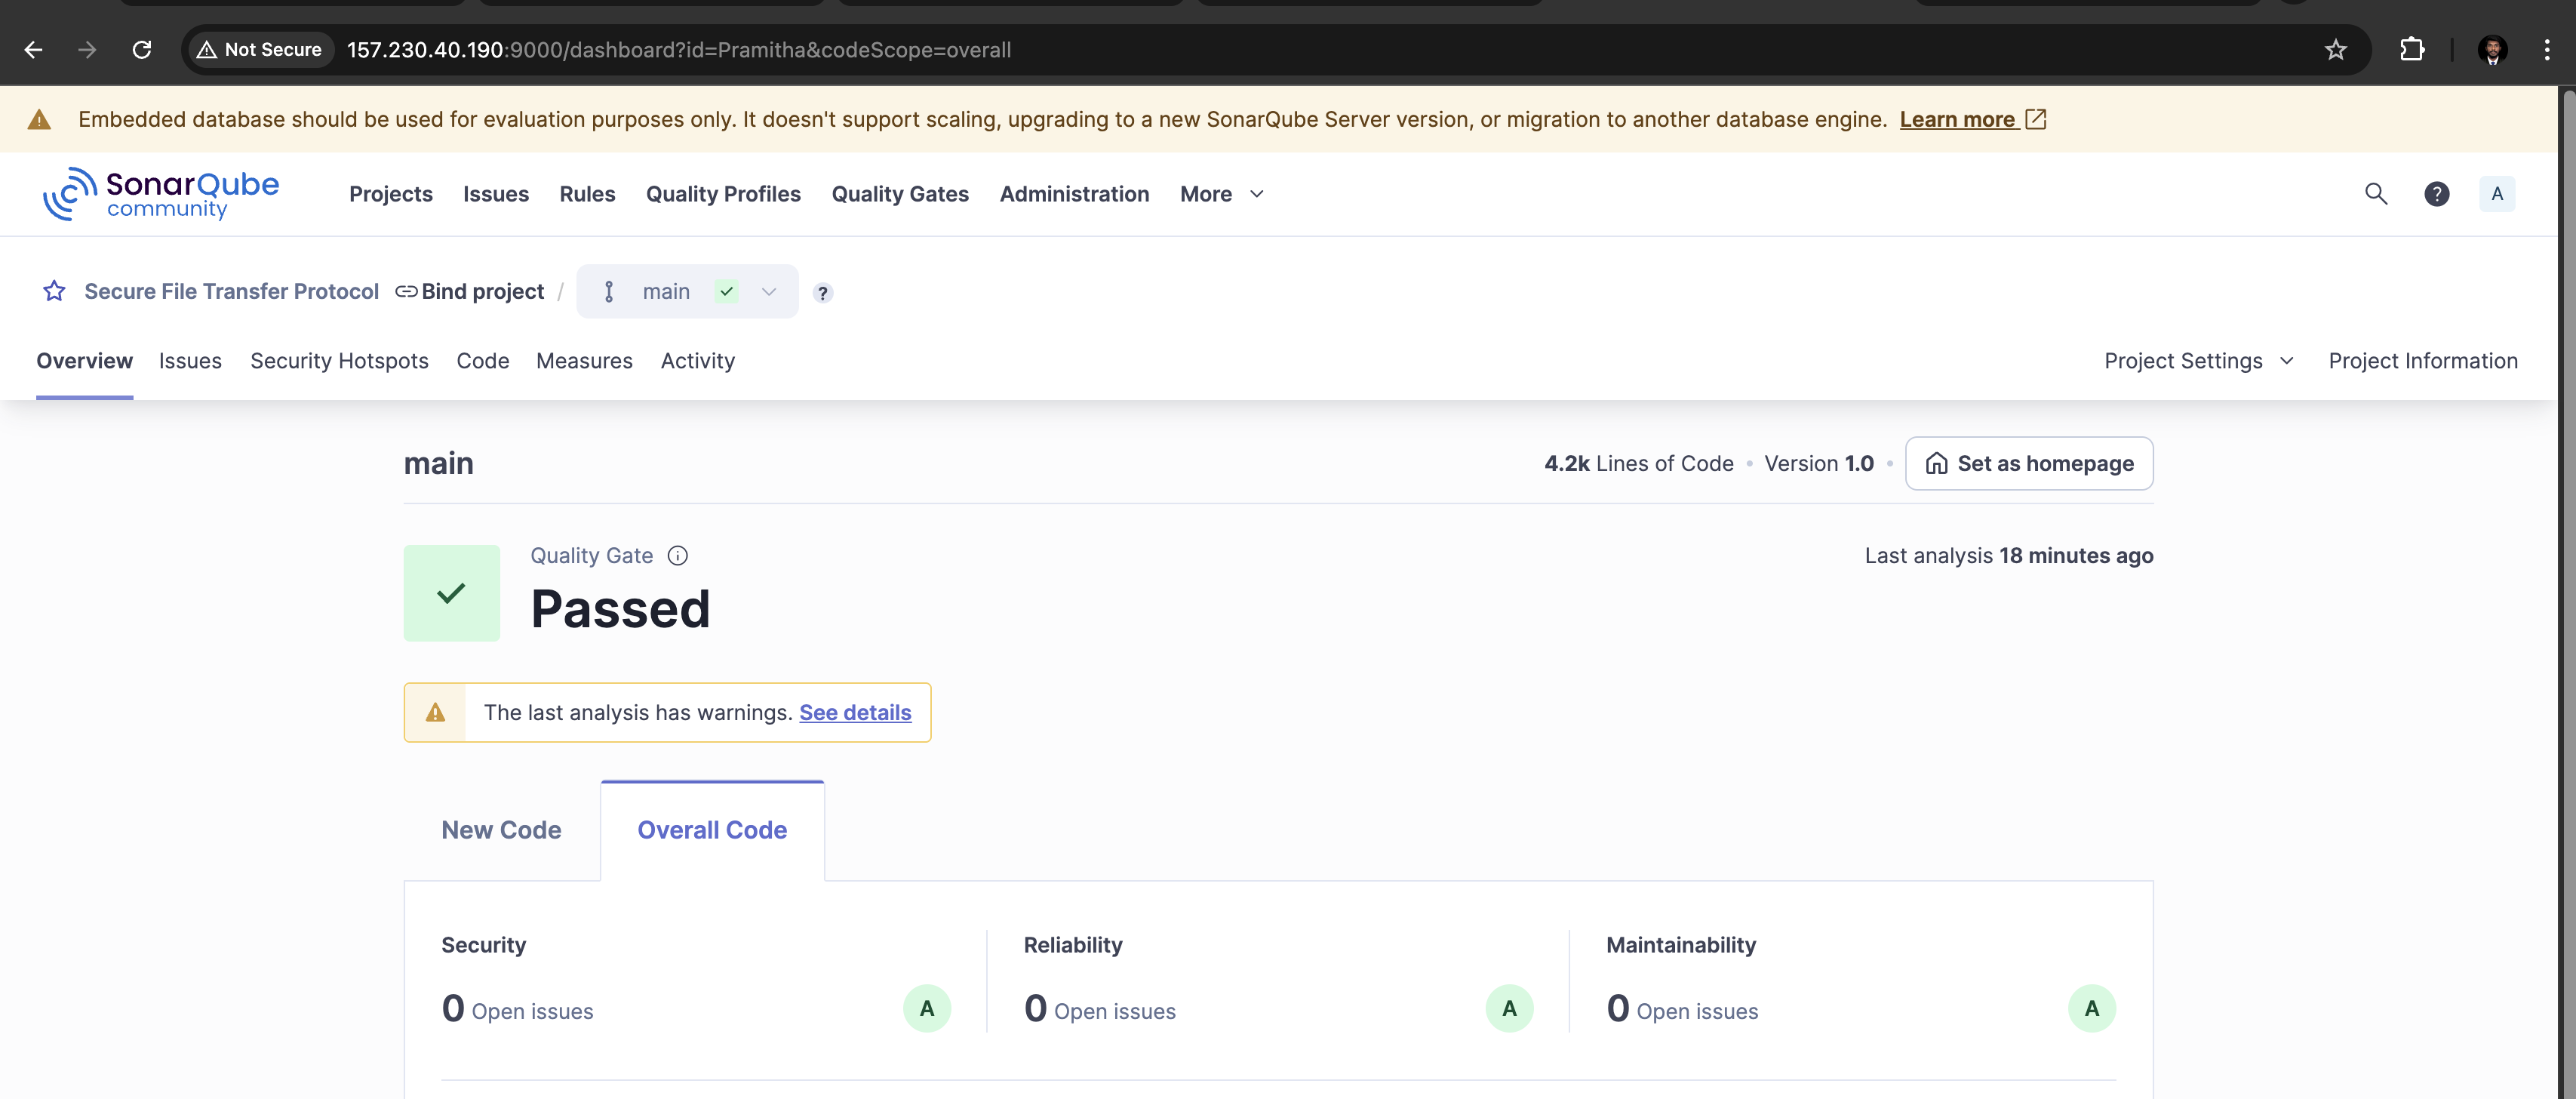 Not Secure 157.230.40.190:9000/dashboard?id=Pramitha&codeScope=overall
Embedded database should be used for evaluation purposes only. It doesn't support scaling, upgrading to a new SonarQube Server version, or migration to another database engine. Learn more
SonarQube community
Projects Issues Rules Quality Profiles Quality Gates Administration More ? A
Secure File Transfer Protocol Bind project / main ?
Overview Issues Security Hotspots Code Measures Activity Project Settings Project Information
main 4.2k Lines of Code • Version 1.0 • Set as homepage
Quality Gate Last analysis 18 minutes ago
Passed
The last analysis has warnings. See details
New Code Overall Code
Security Reliability Maintainability
0 Open issues A 0 Open issues A 0 Open issues A